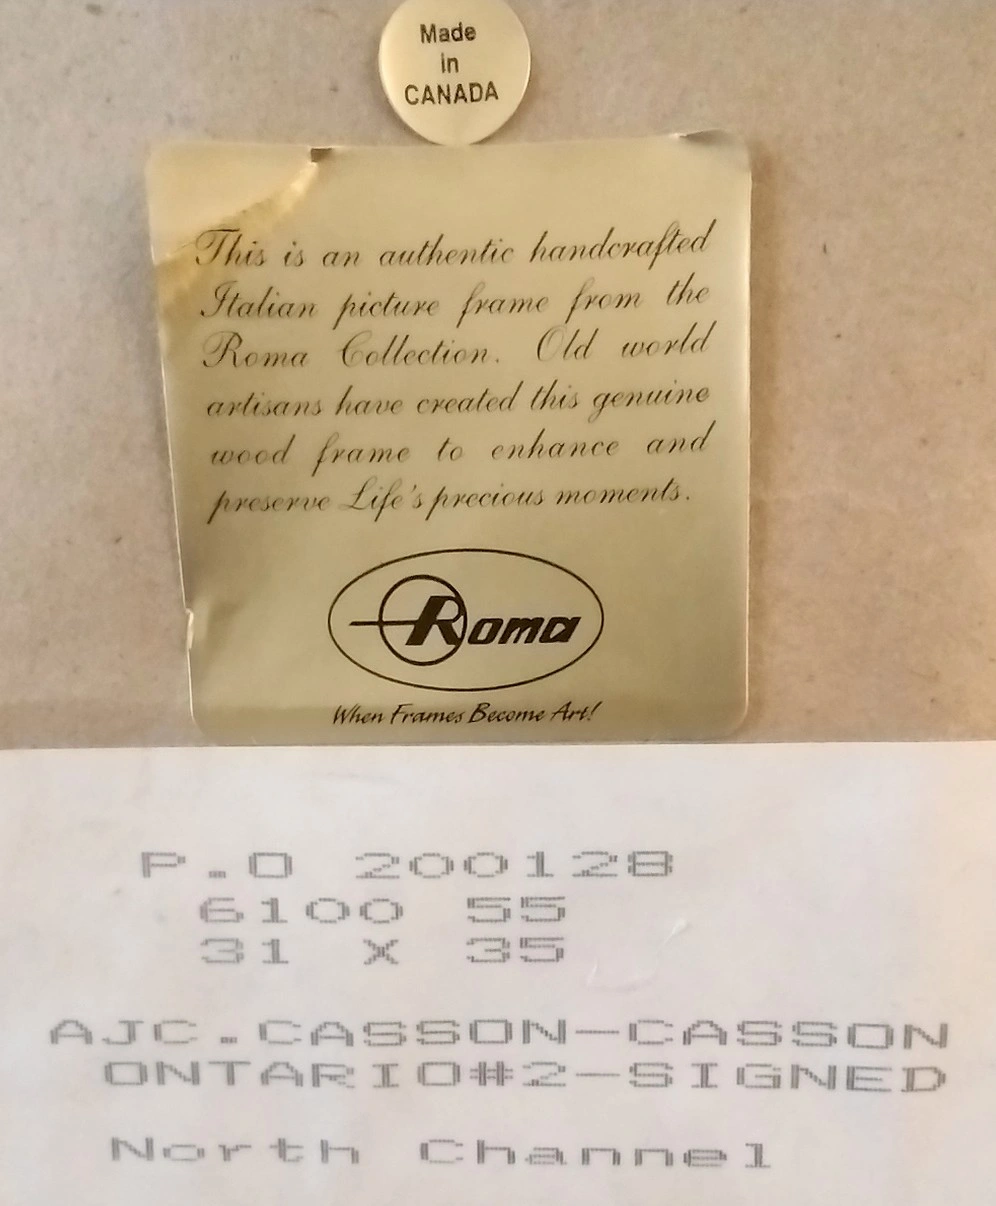 Made
in
CANADA
This is an authentic handcrafted
Italian picture frame from the
Roma Collection. Old world
artisans have created this genuine
wood frame to enhance and
preserve Life's precious moments.
Roma
When Frames Become Art!
P.O 200128
6100 55
31 X 35
AJC.CASSON-CASSON
ONTARIO#2-SIGNED
North Channel